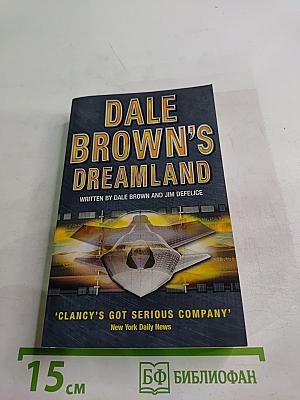 DALE
BROWN'S
DREAMLAND
WRITTEN BY DALE BROWN AND JIM DEFELICE
'CLANCY'S GOT SERIOUS COMPANY'
New York Daily News
15 см
БФ БИБЛИОФАН